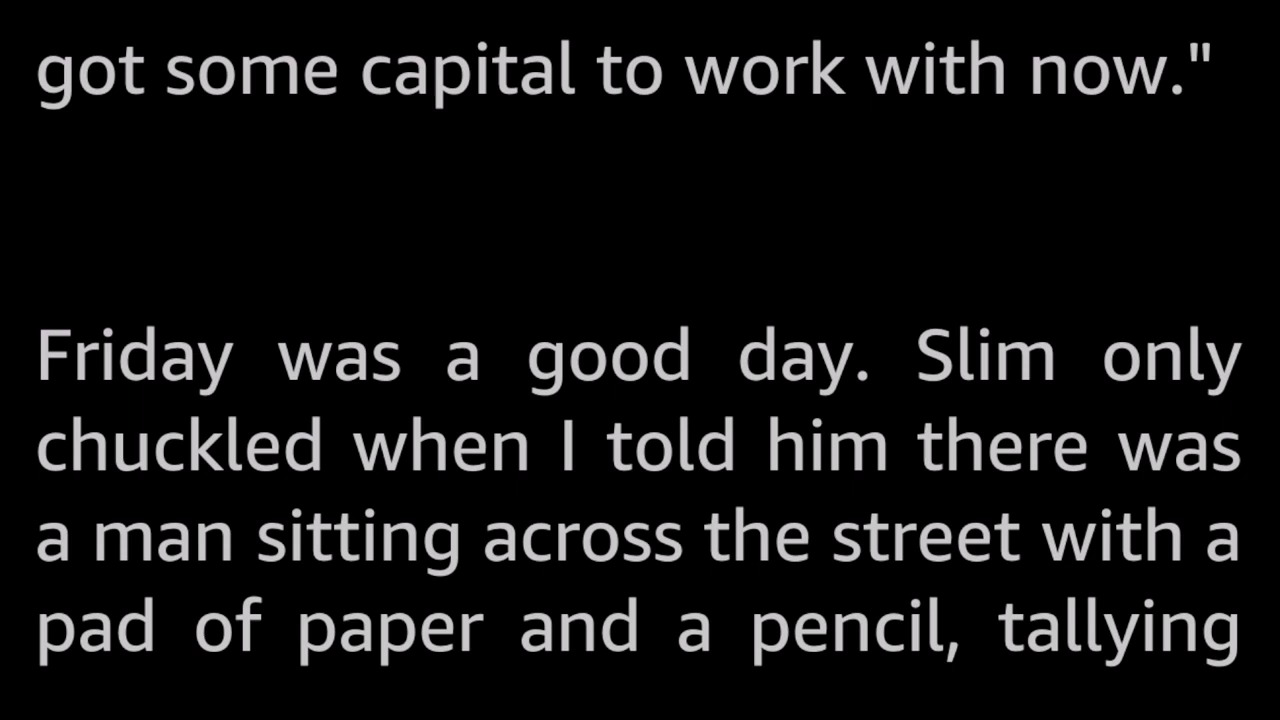 got some capital to work with now."
Friday was a good day. Slim only
chuckled when I told him there was
a man sitting across the street with a
pad of paper and a pencil, tallying